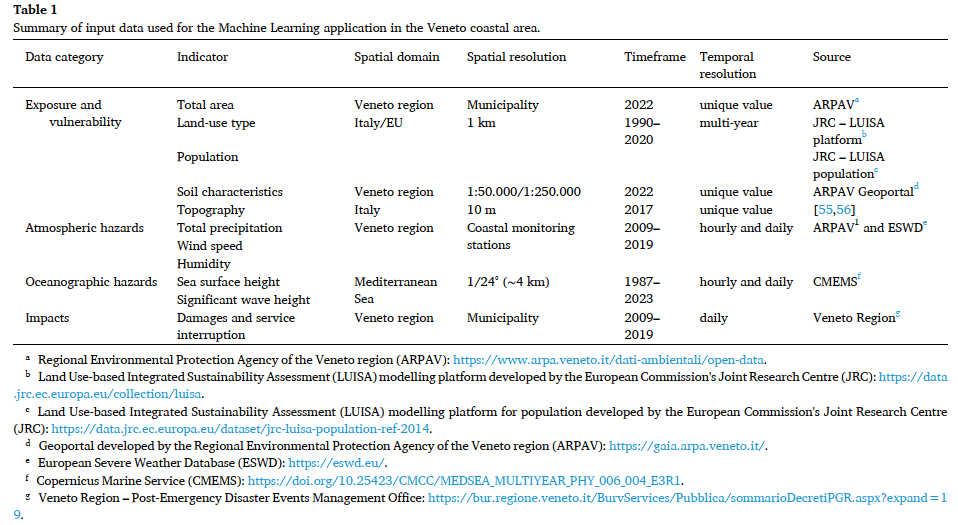 Table 1
Summary of input data used for the Machine Learning application in the Veneto coastal area.
Data category Indicator Spatial domain Spatial resolution Timeframe Temporal
resolution Source
Exposure and Total area Veneto region Municipality 2022 unique value ARPAVa
vulnerability Land-use type Italy/EU 1 km 1990– multi-year JRC – LUISA
2020 platformb
Population JRC – LUISA
populationc
Soil characteristics Veneto region 1:50.000/1:250.000 2022 unique value ARPAV Geoportald
Topography Italy 10 m 2017 unique value [55,56]
Atmospheric hazards Total precipitation Veneto region Coastal monitoring 2009– hourly and daily ARPAV1 and ESWDe
Wind speed stations 2019
Humidity
Oceanographic hazards Sea surface height Mediterranean 1/24° (~4 km) 1987– hourly and daily CMEMSf
Significant wave height Sea 2023
Impacts Damages and service Veneto region Municipality 2009– daily Veneto Regiong
interruption 2019
a Regional Environmental Protection Agency of the Veneto region (ARPAV): https://www.arpa.veneto.it/dati-ambientali/open-data.
b Land Use-based Integrated Sustainability Assessment (LUISA) modelling platform developed by the European Commission's Joint Research Centre (JRC): https://data
.jrc.ec.europa.eu/collection/luisa.
c Land Use-based Integrated Sustainability Assessment (LUISA) modelling platform for population developed by the European Commission's Joint Research Centre
(JRC): https://data.jrc.ec.europa.eu/dataset/jrc-luisa-population-ref-2014.
d Geoportal developed by the Regional Environmental Protection Agency of the Veneto region (ARPAV): https://gaia.arpa.veneto.it/.
e European Severe Weather Database (ESWD): https://eswd.eu/.
f Copernicus Marine Service (CMEMS): https://doi.org/10.25423/CMCC/MEDSEA_MULTIYEAR_PHY_006_004_E3R1.
g Veneto Region – Post-Emergency Disaster Events Management Office: https://bur.regione.veneto.it/BurvServices/Pubblica/sommarioDecretiPGR.aspx?expand=1
9.